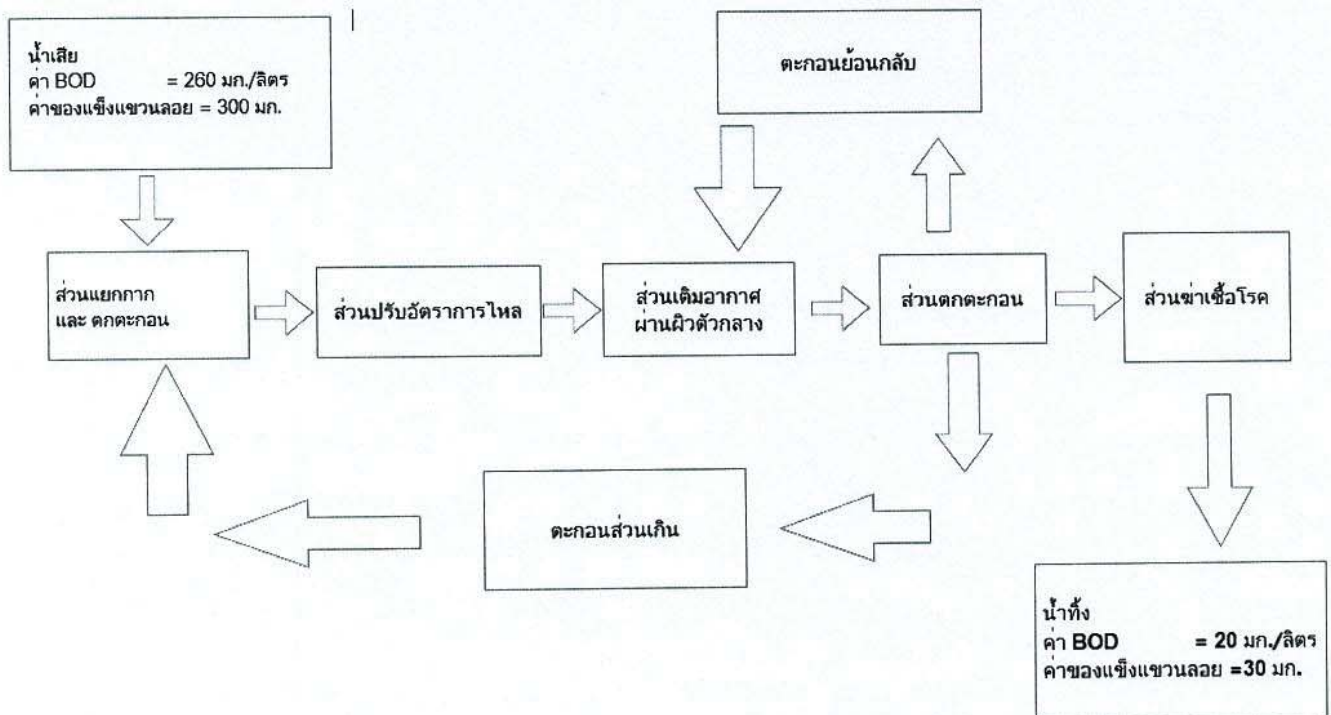 น้ำเสีย
ค่า BOD = 260 มก./ลิตร
ค่าของแข็งแขวนลอย = 300 มก.
ตะกอนย้อนกลับ
ส่วนแยกกาก
และ ตกตะกอน
ส่วนปรับอัตราการไหล
ส่วนเติมอากาศ
ผ่านผิวตัวกลาง
ส่วนตกตะกอน
ส่วนฆ่าเชื้อโรค
ตะกอนส่วนเกิน
น้ำทิ้ง
ค่า BOD = 20 มก./ลิตร
ค่าของแข็งแขวนลอย =30 มก.